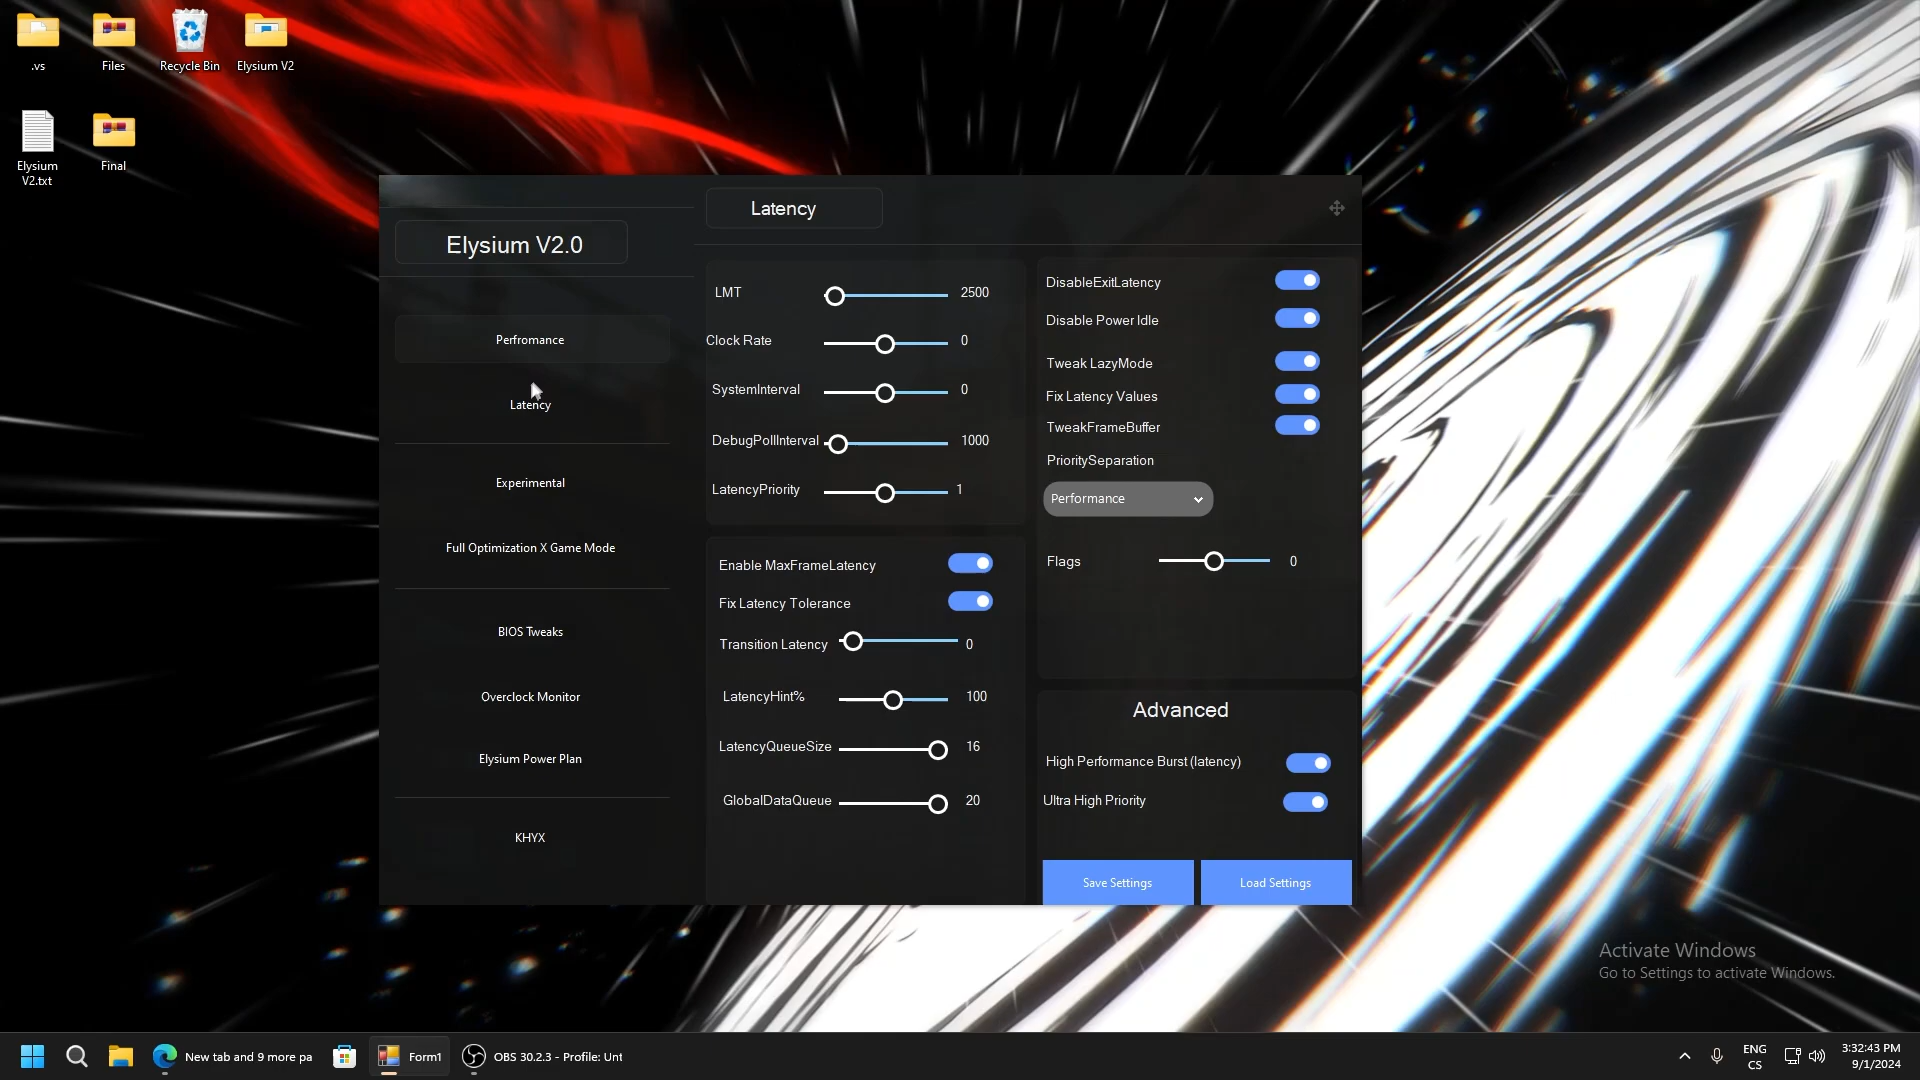 .vs
Files
Recycle Bin
Elysium V2
Elysium
V2.txt
Final
Latency
Elysium V2.0
Perfromance
Latency
Experimental
Full Optimization X Game Mode
BIOS Tweaks
Overclock Monitor
Elysium Power Plan
KHYX
LMT 2500
Clock Rate 0
SystemInterval 0
DebugPollInterval 1000
LatencyPriority 1
Enable MaxFrameLatency
Fix Latency Tolerance
Transition Latency 0
LatencyHint% 100
LatencyQueueSize 16
GlobalDataQueue 20
DisableExitLatency
Disable Power Idle
Tweak LazyMode
Fix Latency Values
TweakFrameBuffer
PrioritySeparation
Performance
Flags 0
Advanced
High Performance Burst (latency)
Ultra High Priority
Save Settings
Load Settings
Activate Windows
Go to Settings to activate Windows.
New tab and 9 more pa
Form1
OBS 30.2.3 - Profile: Unt
ENG
CS
3:32:43 PM
9/1/2024